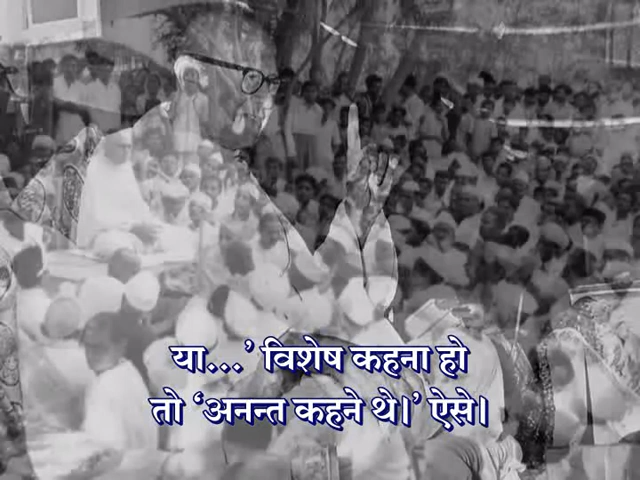 या...’ विशेष कहना हो
तो ‘अनन्त कहने थे।’ ऐसे।